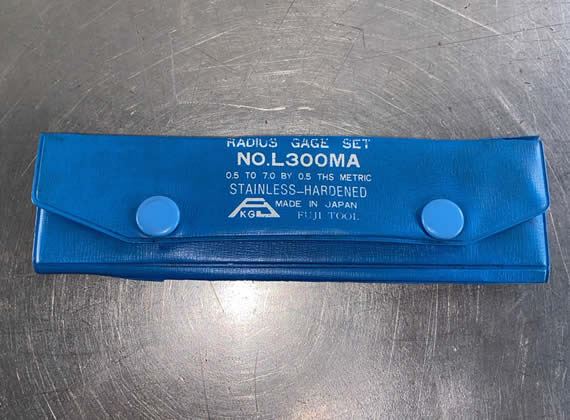 RADIUS GAGE SET
NO.L300MA
0.5 TO 7.0 BY 0.5 THS METRIC
STAINLESS-HARDENED
KG MADE IN JAPAN
FUJI TOOL